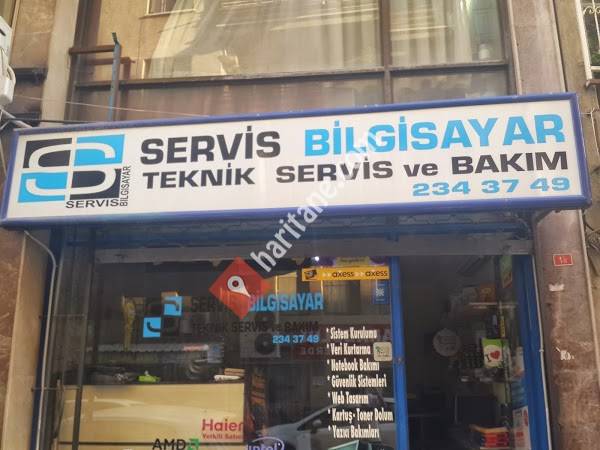 SERVİS BİLGİSAYAR
TEKNİK SERVİS ve BAKIM
234 37 49
SERVİS
BİLGİSAYAR
haritane.com
axess axess
SERVİS BİLGİSAYAR
TEKNİK SERVİS ve BAKIM
234 37 49
* Sistem Kurulumu
* Veri Kurtarma
* Notebook Bakımı
* Güvenlik Sistemleri
* Web Tasarım
* Kartuş - Toner Dolum
* Yazıcı Bakımları
Haier
Yetkili Satıcı
AMD
intel